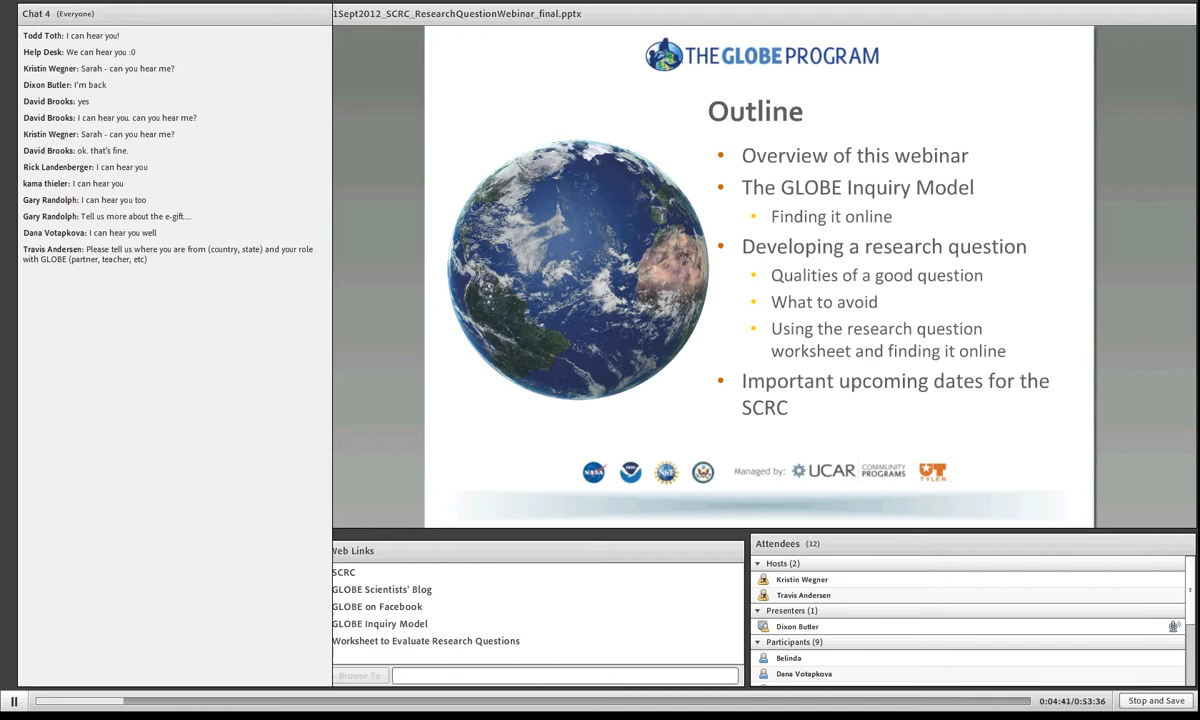 Chat 4 (Everyone)
Todd Toth: I can hear you!
Help Desk: We can hear you :0
Kristin Wegner: Sarah - can you hear me?
Dixon Butler: I'm back
David Brooks: yes
David Brooks: I can hear you. can you hear me?
Kristin Wegner: Sarah - can you hear me?
David Brooks: ok. that's fine.
Rick Landenberger: I can hear you
kama thieler: I can hear you
Gary Randolph: I can hear you too
Gary Randolph: Tell us more about the e-gift....
Dana Votapkova: I can hear you well
Travis Andersen: Please tell us where you are from (country, state) and your role
with GLOBE (partner, teacher, etc)
1Sept2012_SCRC_ResearchQuestionWebinar_final.pptx
THE GLOBE PROGRAM
Outline
• Overview of this webinar
• The GLOBE Inquiry Model
• Finding it online
• Developing a research question
• Qualities of a good question
• What to avoid
• Using the research question
worksheet and finding it online
• Important upcoming dates for the
SCRC
NASA
Managed by: UCAR COMMUNITY
PROGRAMS
UT
TYLER
Web Links
SCRC
GLOBE Scientists' Blog
GLOBE on Facebook
GLOBE Inquiry Model
Worksheet to Evaluate Research Questions
Browse To
Attendees (12)
Hosts (2)
Kristin Wegner
Travis Andersen
Presenters (1)
Dixon Butler
Participants (9)
Belinda
Dana Votapkova
0:04:41/0:53:36
Stop and Save